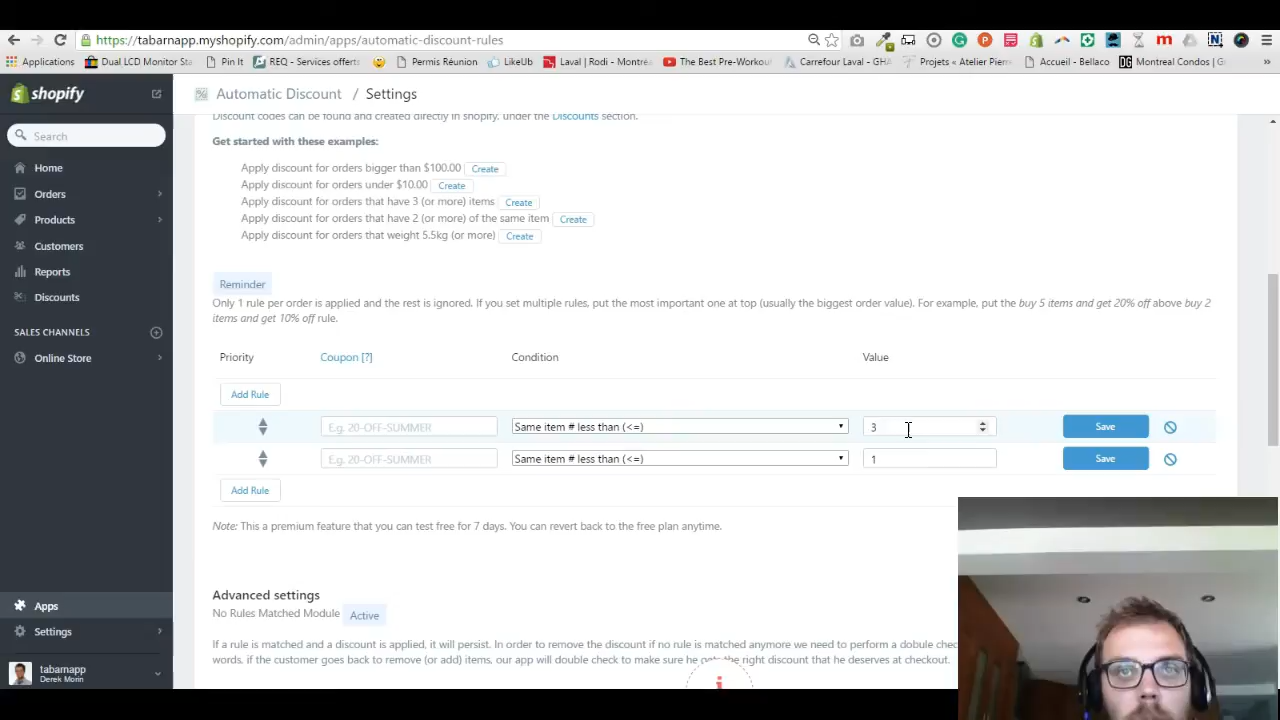 https://tabarnapp.myshopify.com/admin/apps/automatic-discount-rules
Applications
Dual LCD Monitor Sta
Pin It
REQ - Services offerts
LikeUb
Laval | Rodi - Montréa
The Best Pre-Workou
Carrefour Laval - GHA
Projets « Atelier Pierr
Permis Réunion
Accueil - Bellaco
DG Montreal Condos | Gr
shopify
Automatic Discount / Settings
Search
Home
Orders
Products
Customers
Reports
Discounts
SALES CHANNELS
Online Store
Apps
Settings
tabarnapp
Derek Morin
Discount codes can be found and created directly in shopify, under the Discounts section.
Get started with these examples:
Apply discount for orders bigger than $100.00 Create
Apply discount for orders under $10.00 Create
Apply discount for orders that have 3 (or more) items Create
Apply discount for orders that have 2 (or more) of the same item Create
Apply discount for orders that weight 5.5kg (or more) Create
Reminder
Only 1 rule per order is applied and the rest is ignored. If you set multiple rules, put the most important one at top (usually the biggest order value). For example, put the buy 5 items and get 20% off above buy 2
items and get 10% off rule.
Priority Coupon [?] Condition Value
Add Rule
E.g. 20-OFF-SUMMER Same item # less than (<=) 3 Save
E.g. 20-OFF-SUMMER Same item # less than (<=) 1 Save
Add Rule
Note: This a premium feature that you can test free for 7 days. You can revert back to the free plan anytime.
Advanced settings
No Rules Matched Module Active
If a rule is matched and a discount is applied, it will persist. In order to remove the discount if no rule is matched anymore we need to perform a dobule che
words, if the customer goes back to remove (or add) items, our app will double check to make sure he gets the right discount that he deserves at checkout.